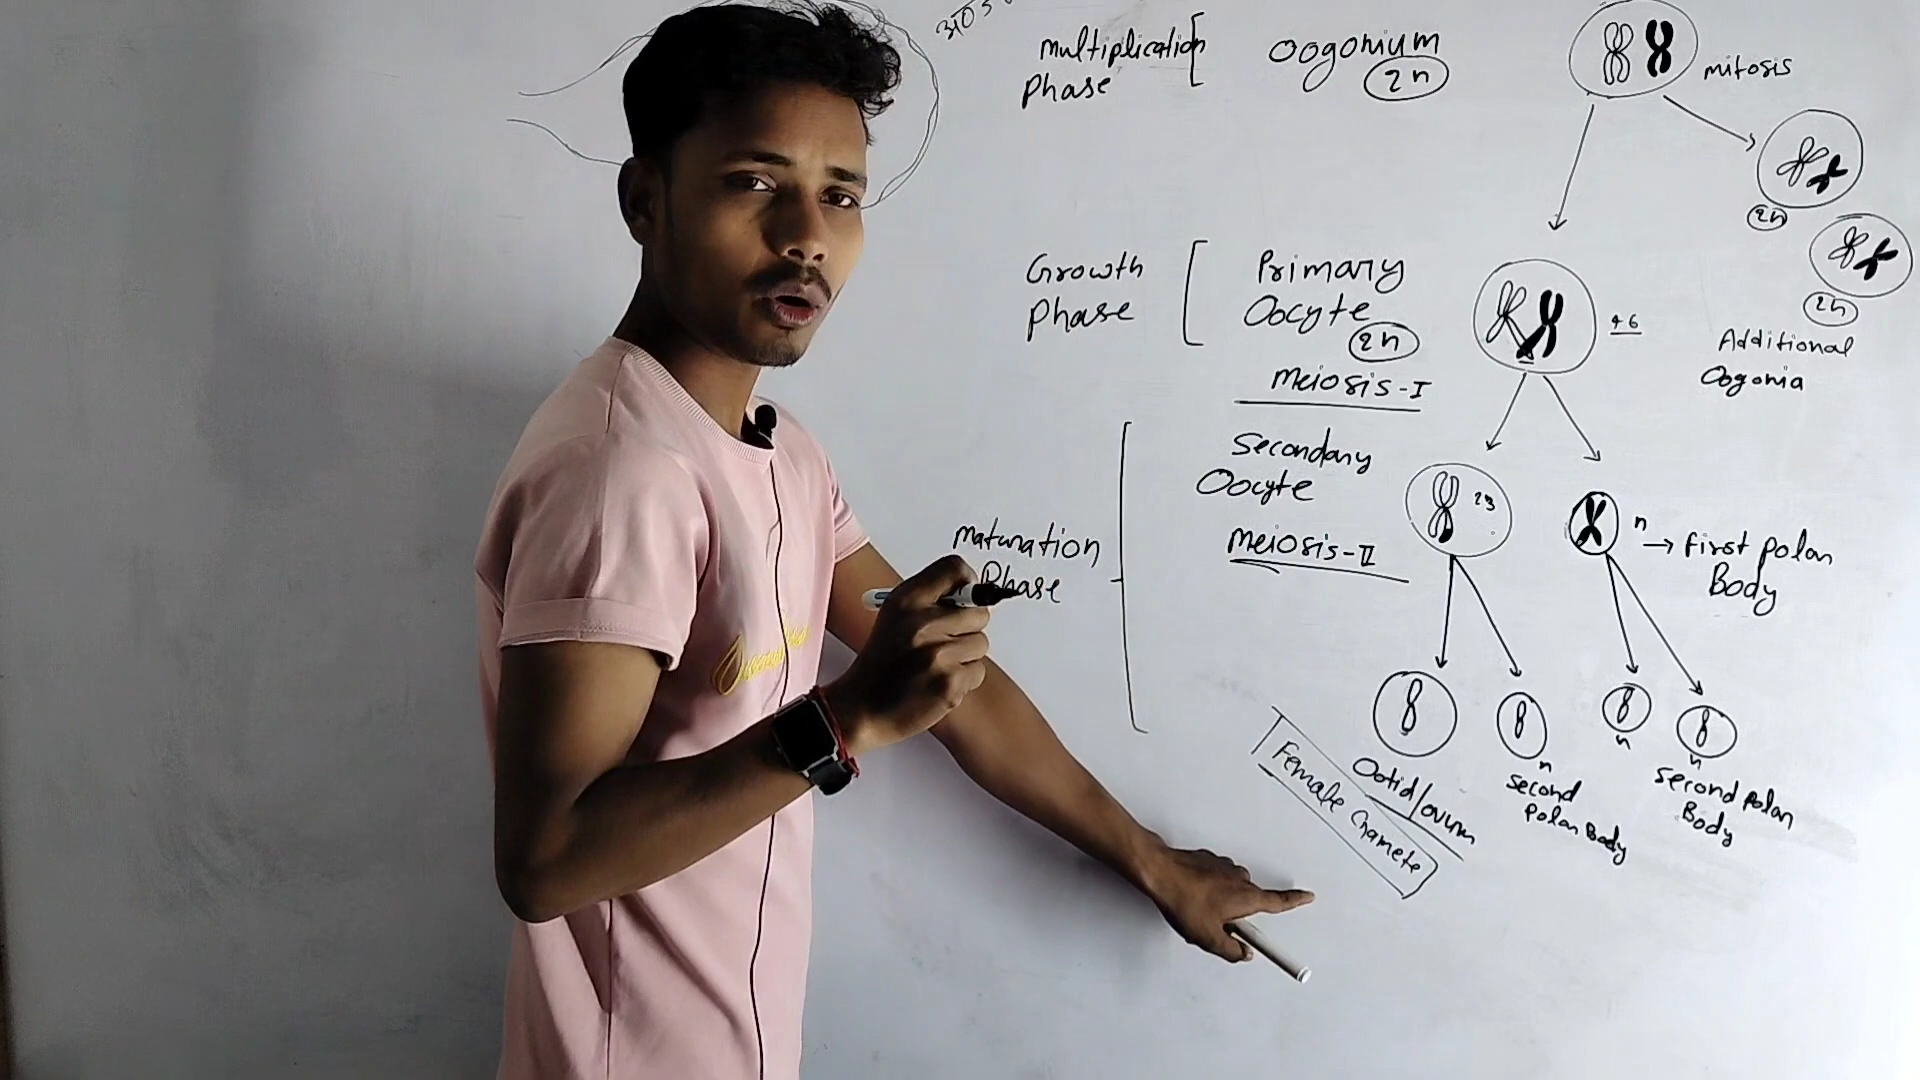 Multiplication
Phase
Oogonium
2n
Mitosis
2n
2n
Additional
Oogonia
Growth
Phase
Primary
Oocyte
2n
46
Meiosis-I
Secondary
Oocyte
23
Meiosis-II
Maturation
Phase
n
→ First Polar
Body
Ootid/ovum
n
second
Polar Body
n
n
second Polar
Body
Female Gamete